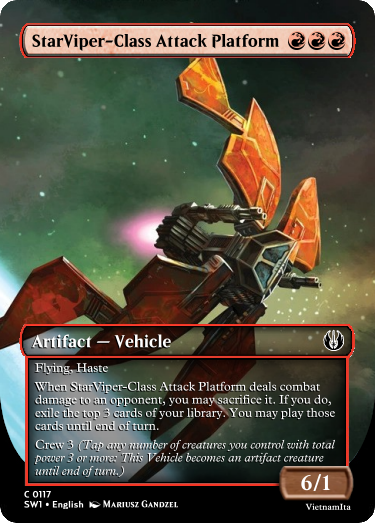 StarViper-Class Attack Platform
Artifact — Vehicle
Flying, Haste
When StarViper-Class Attack Platform deals combat
damage to an opponent, you may sacrifice it. If you do,
exile the top 3 cards of your library. You may play those
cards until end of turn.
Crew 3 (Tap any number of creatures you control with total
power 3 or more: This Vehicle becomes an artifact creature
until end of turn.)
6/1
C 0117
SW1 • English Mariusz Gandzel
VietnamIta